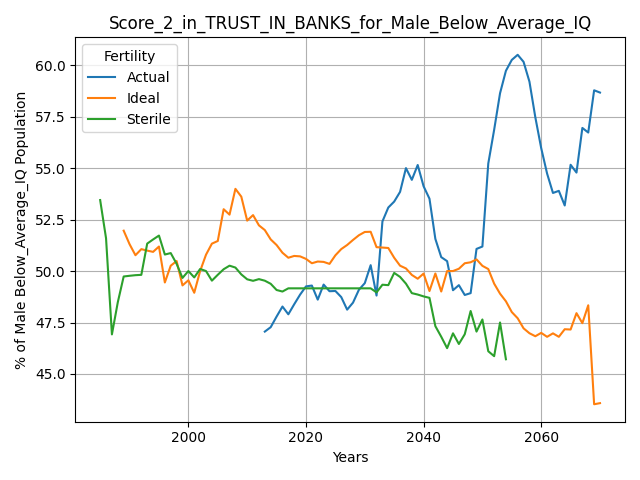 Score_2_in_TRUST_IN_BANKS_for_Male_Below_Average_IQ
% of Male Below_Average_IQ Population
60.0
57.5
55.0
52.5
50.0
47.5
45.0
Fertility
Actual
Ideal
Sterile
2000
2020
2040
2060
Years